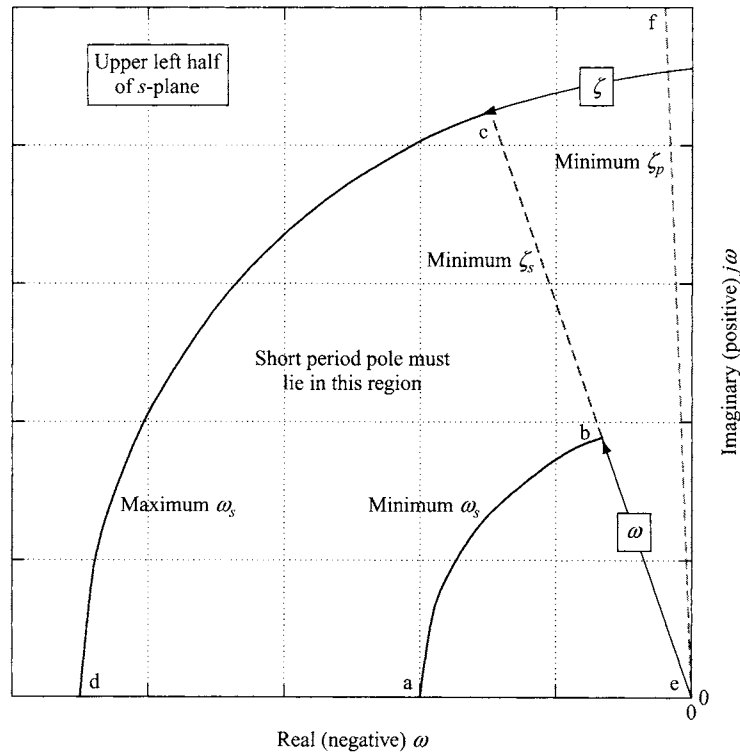 f
Upper left half
of s-plane
ζ
c
Minimum ζp
Minimum ζs
Short period pole must
lie in this region
b
Maximum ωs
Minimum ωs
ω
d
a
e
0
0
Real (negative) ω
Imaginary (positive) jω